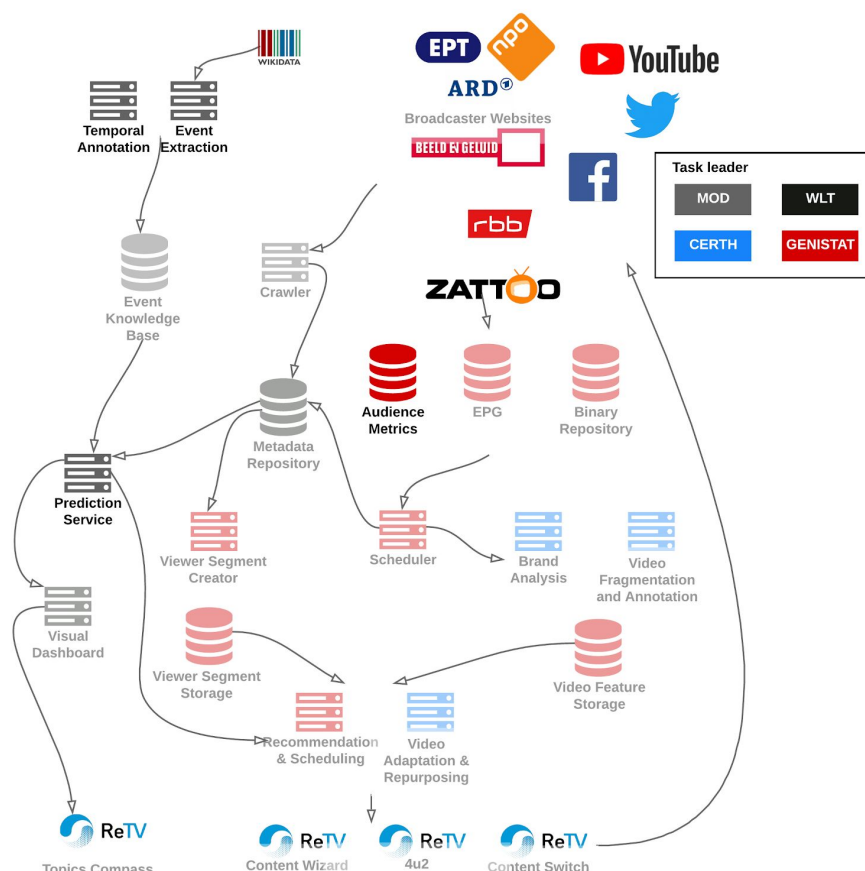 WIKIDATA
ΕΡΤ
npo
YouTube
ARD
Broadcaster Websites
BEELD EN GELUID
Temporal
Annotation
Event
Extraction
Task leader
MOD
WLT
CERTH
GENISTAT
rbb
ZATTOO
Event
Knowledge
Base
Crawler
Audience
Metrics
EPG
Binary
Repository
Metadata
Repository
Prediction
Service
Viewer Segment
Creator
Scheduler
Brand
Analysis
Video
Fragmentation
and Annotation
Visual
Dashboard
Viewer Segment
Storage
Video Feature
Storage
Recommendation
& Scheduling
Video
Adaptation &
Repurposing
ReTV
Topics Compass
ReTV
Content Wizard
ReTV
4u2
ReTV
Content Switch